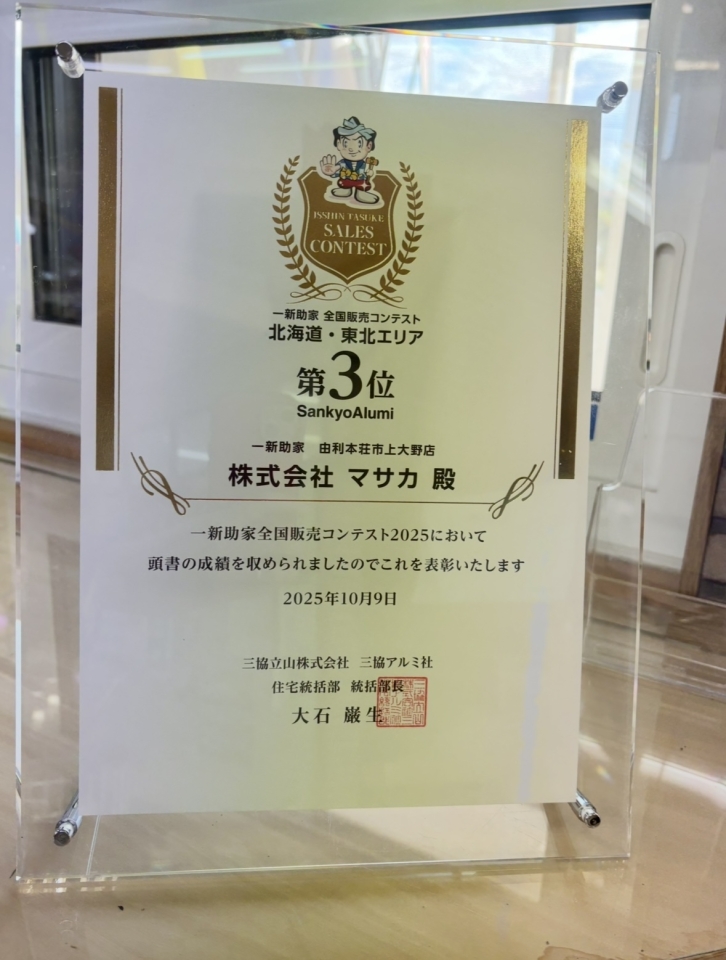 ISSHIN TASUKE
SALES
CONTEST
一新助家 全国販売コンテスト
北海道・東北エリア
第3位
SankyoAlumi
一新助家 由利本荘市上大野店
株式会社 マサカ 殿
一新助家全国販売コンテスト2025において
頭書の成績を収められましたのでこれを表彰いたします
2025年10月9日
三協立山株式会社 三協アルミ社
住宅統括部 統括部長
大石 巌生